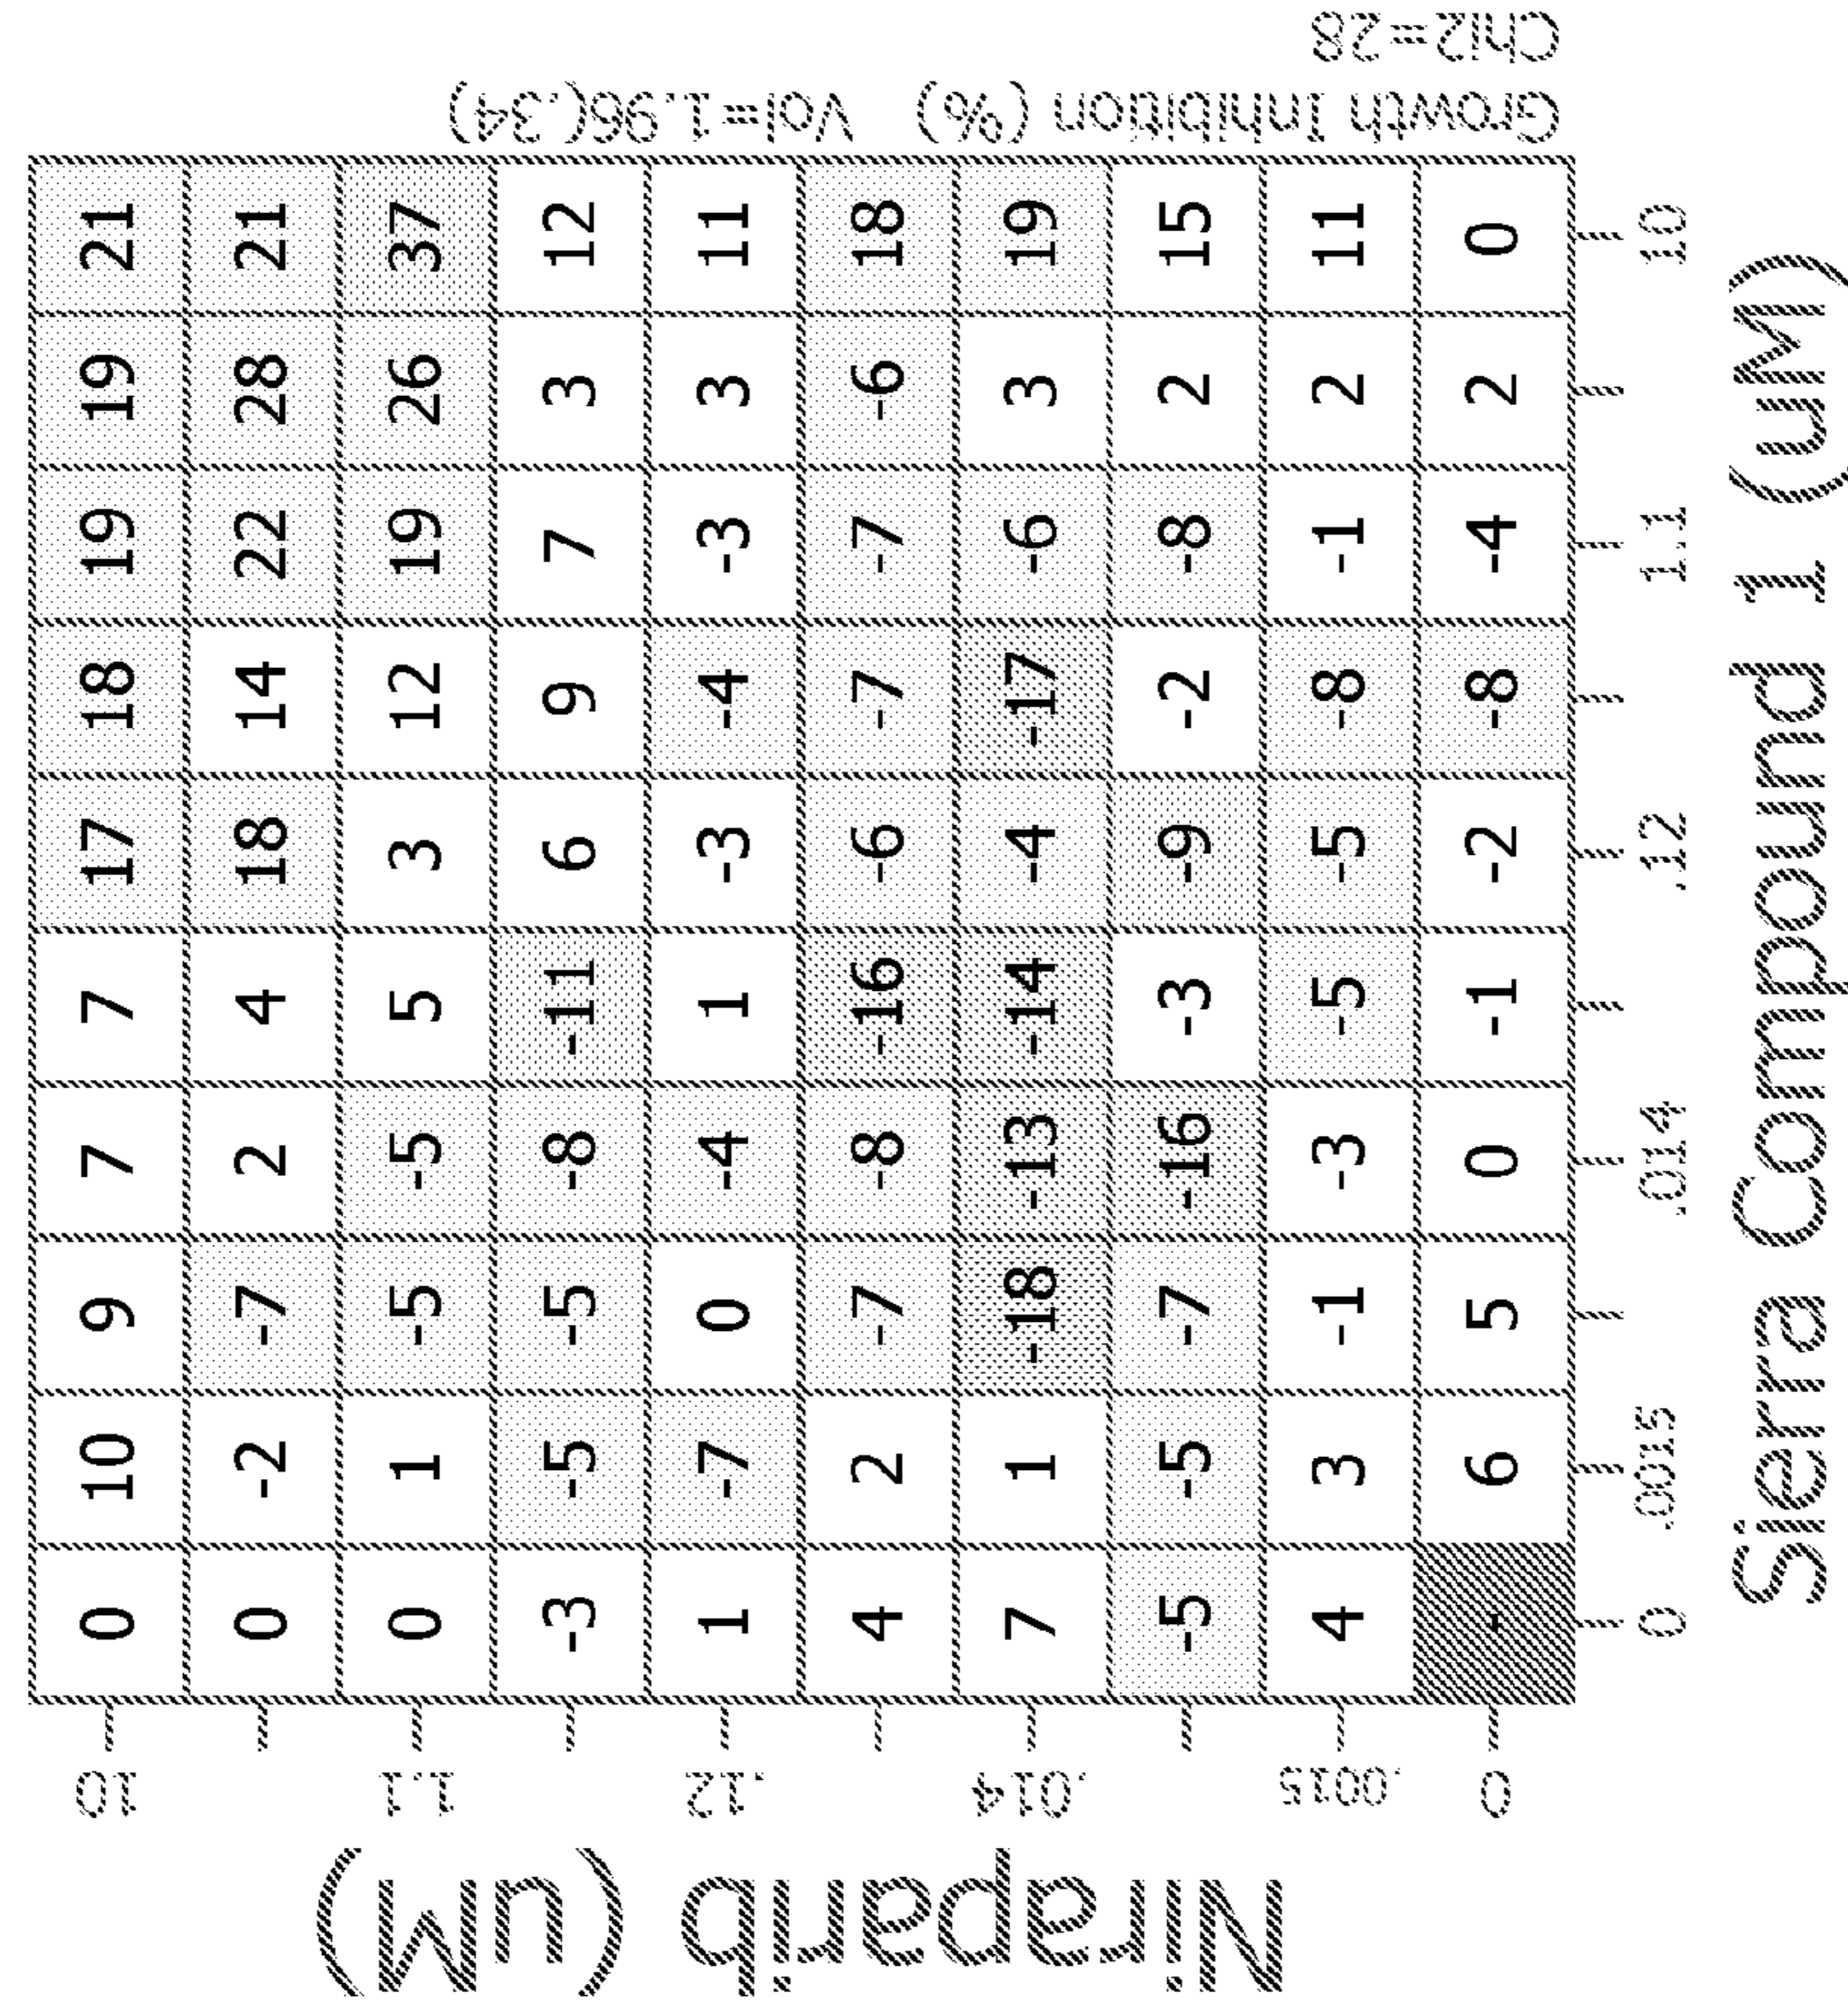 Niraparib (uM)
10 0 10 9 7 7 17 18 19 19 21
0 -2 -7 2 4 18 14 22 28 21
1.1 0 1 -5 -5 5 3 12 19 26 37
-3 -5 -5 -8 -11 6 9 7 3 12
.12 1 -7 0 -4 1 -3 -4 -3 3 11
4 2 -7 -8 -16 -6 -7 -7 -6 18
.014 7 1 -18 -13 -14 -4 -17 -6 3 19
-5 -5 -7 -16 -3 -9 -2 -8 2 15
.0015 4 3 -1 -3 -5 -5 -8 -1 2 11
0 - 6 5 0 -1 -2 -8 -4 2 0
0 .0015 .014 .12 1.1 10
Sierra Compound 1 (uM)
Growth Inhibition (%) Vol=1.96(.34)
Chi2=28